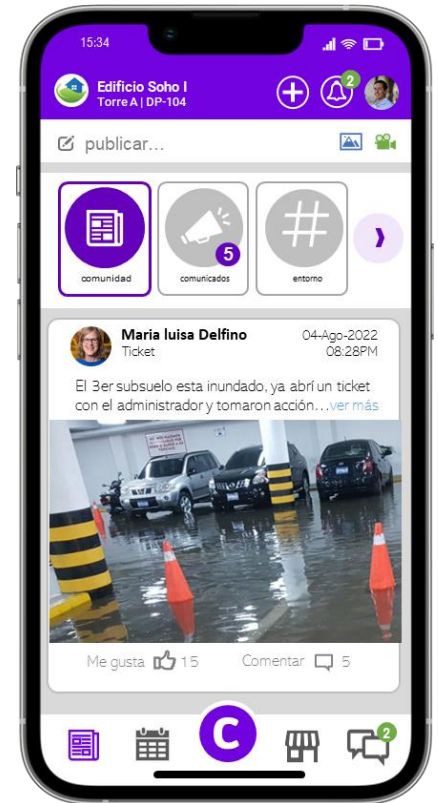 15:34
2
Edificio Soho I
Torre A | DP-104
publicar...
5
comunidad
comunicados
entorno
Maria luisa Delfino
04-Ago-2022
Ticket
08:28PM
El 3er subsuelo esta inundado, ya abrí un ticket
con el administrador y tomaron acción...ver más
Me gusta 15
Comentar 5
C
2